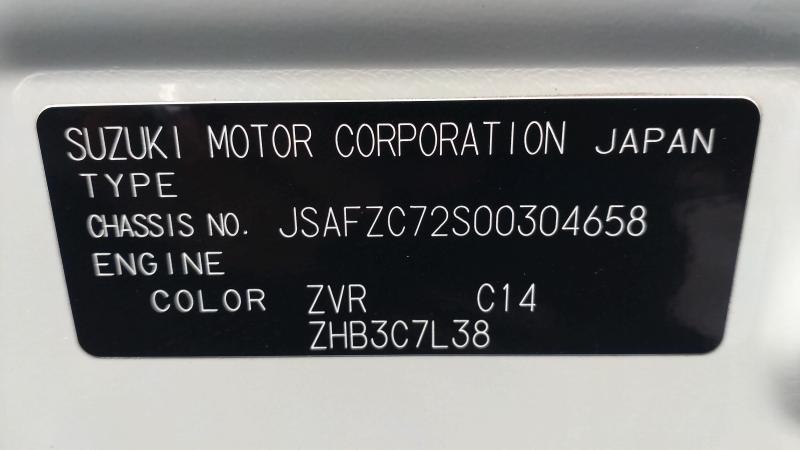 SUZUKI MOTOR CORPORATION JAPAN
TYPE
CHASSIS NO. JSAFZC72S00304658
ENGINE
COLOR ZVR C14
ZHB3C7L38